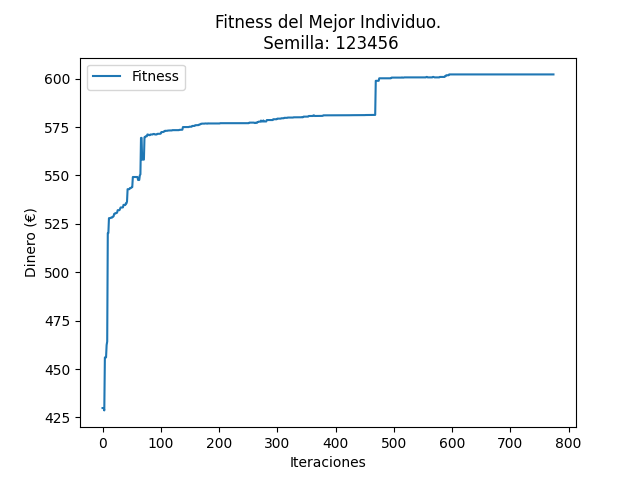 Fitness del Mejor Individuo.
Semilla: 123456
Fitness
600
575
550
525
500
475
450
425
Dinero (€)
0 100 200 300 400 500 600 700 800
Iteraciones